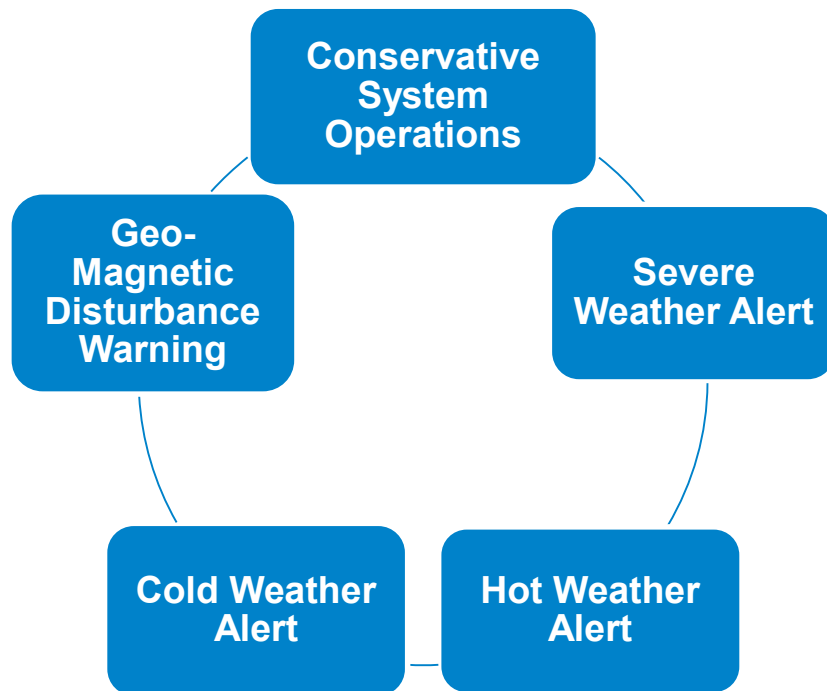 Conservative
System
Operations
Geo-
Magnetic
Disturbance
Warning
Severe
Weather Alert
Cold Weather
Alert
Hot Weather
Alert